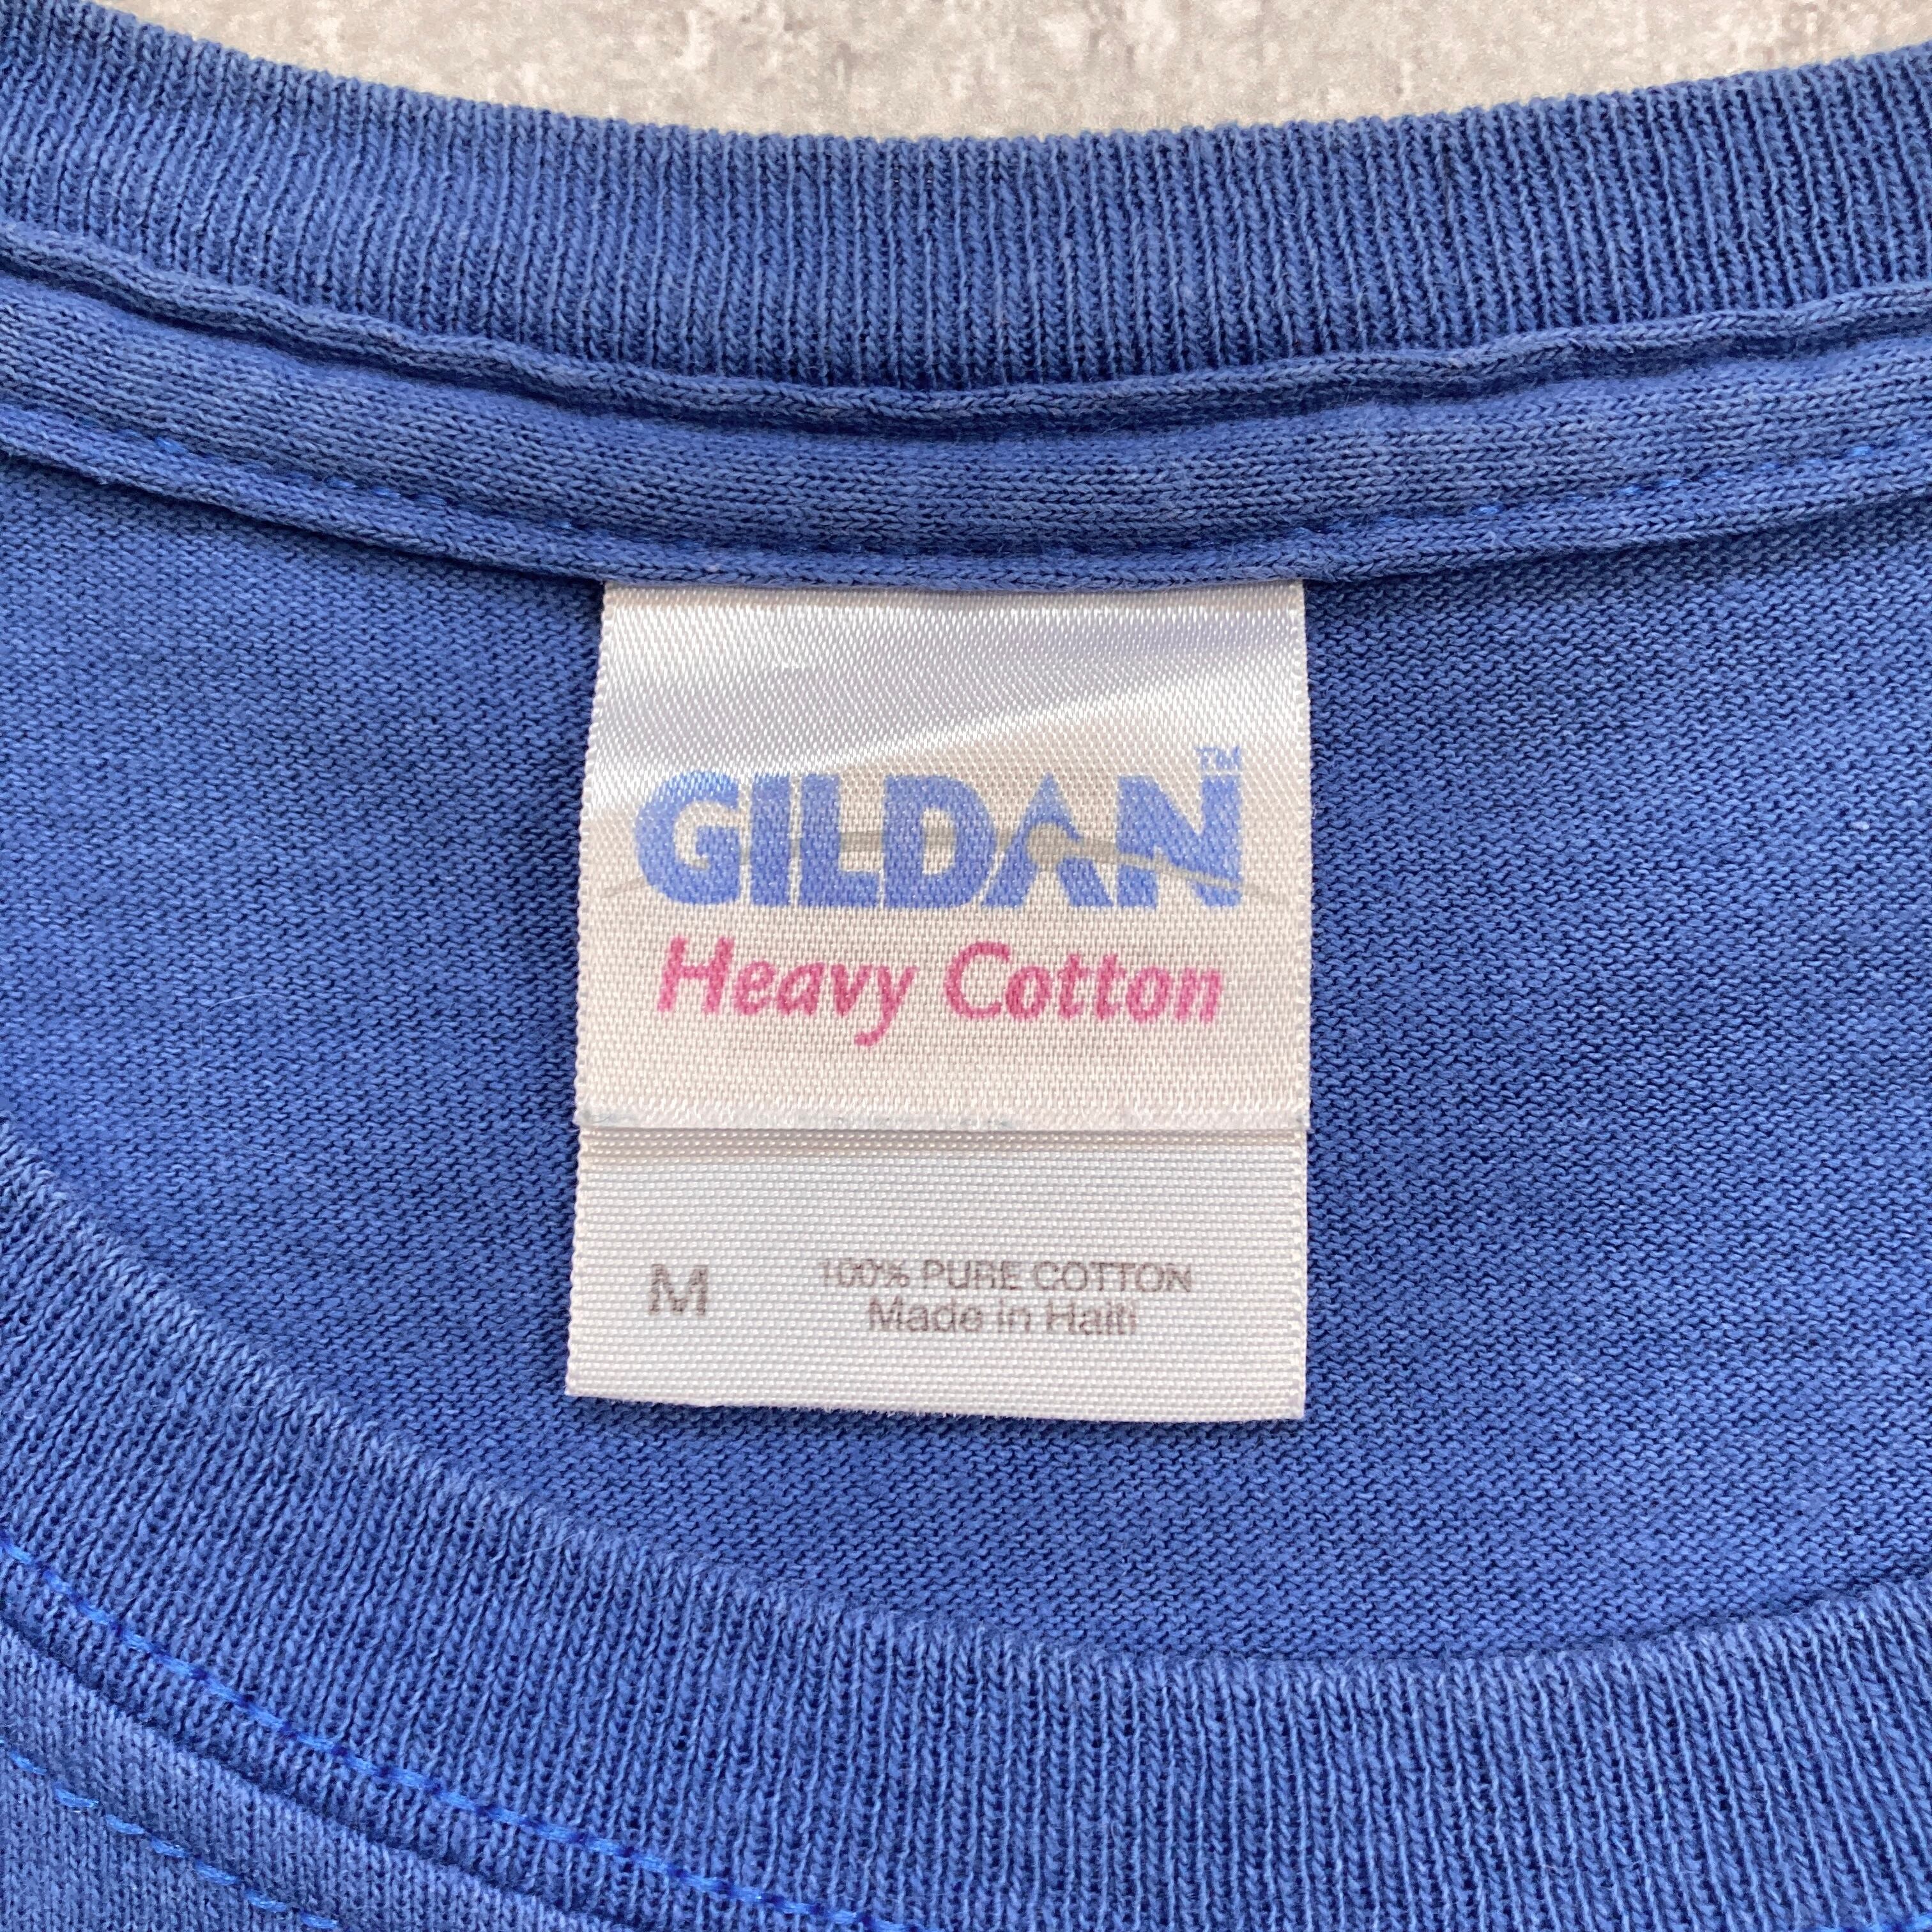 GILDAN™
Heavy Cotton
M 100% PURE COTTON
Made in Haiti